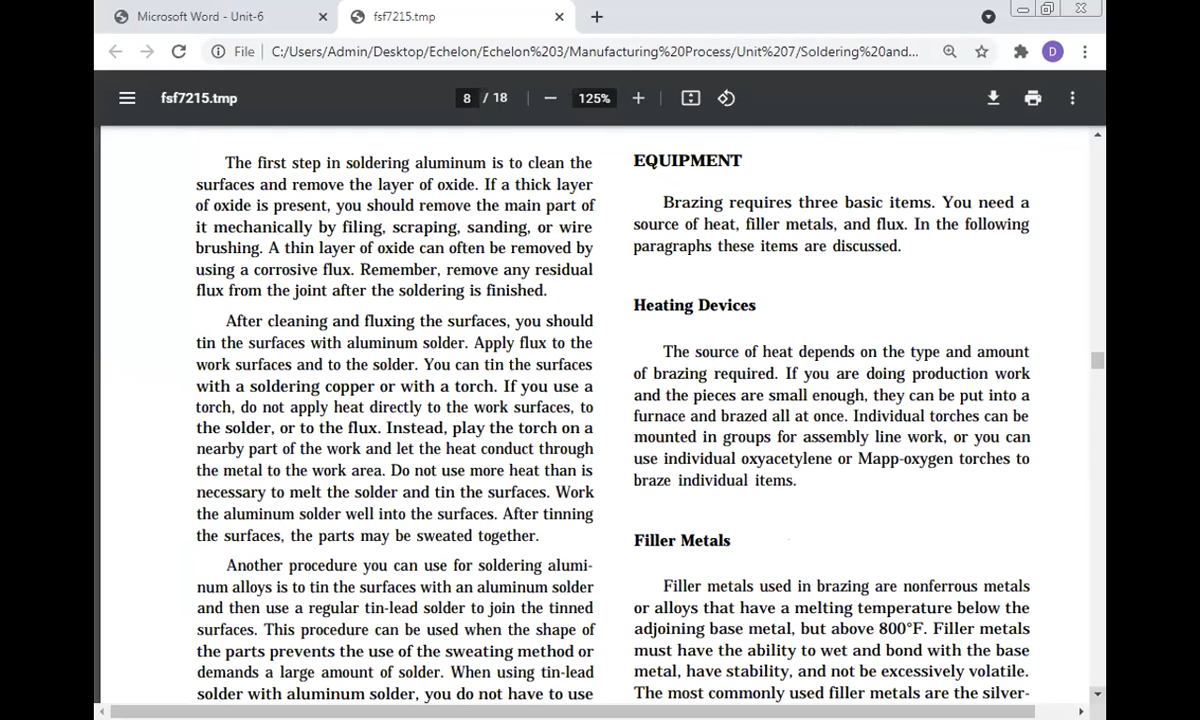 Microsoft Word - Unit-6
fsf7215.tmp
File
C:/Users/Admin/Desktop/Echelon/Echelon%203/Manufacturing%20Process/Unit%207/Soldering%20and...
D
fsf7215.tmp
8 / 18
125%
The first step in soldering aluminum is to clean the
surfaces and remove the layer of oxide. If a thick layer
of oxide is present, you should remove the main part of
it mechanically by filing, scraping, sanding, or wire
brushing. A thin layer of oxide can often be removed by
using a corrosive flux. Remember, remove any residual
flux from the joint after the soldering is finished.
After cleaning and fluxing the surfaces, you should
tin the surfaces with aluminum solder. Apply flux to the
work surfaces and to the solder. You can tin the surfaces
with a soldering copper or with a torch. If you use a
torch, do not apply heat directly to the work surfaces, to
the solder, or to the flux. Instead, play the torch on a
nearby part of the work and let the heat conduct through
the metal to the work area. Do not use more heat than is
necessary to melt the solder and tin the surfaces. Work
the aluminum solder well into the surfaces. After tinning
the surfaces, the parts may be sweated together.
Another procedure you can use for soldering alumi-
num alloys is to tin the surfaces with an aluminum solder
and then use a regular tin-lead solder to join the tinned
surfaces. This procedure can be used when the shape of
the parts prevents the use of the sweating method or
demands a large amount of solder. When using tin-lead
solder with aluminum solder, you do not have to use
EQUIPMENT
Brazing requires three basic items. You need a
source of heat, filler metals, and flux. In the following
paragraphs these items are discussed.
Heating Devices
The source of heat depends on the type and amount
of brazing required. If you are doing production work
and the pieces are small enough, they can be put into a
furnace and brazed all at once. Individual torches can be
mounted in groups for assembly line work, or you can
use individual oxyacetylene or Mapp-oxygen torches to
braze individual items.
Filler Metals
Filler metals used in brazing are nonferrous metals
or alloys that have a melting temperature below the
adjoining base metal, but above 800°F. Filler metals
must have the ability to wet and bond with the base
metal, have stability, and not be excessively volatile.
The most commonly used filler metals are the silver-